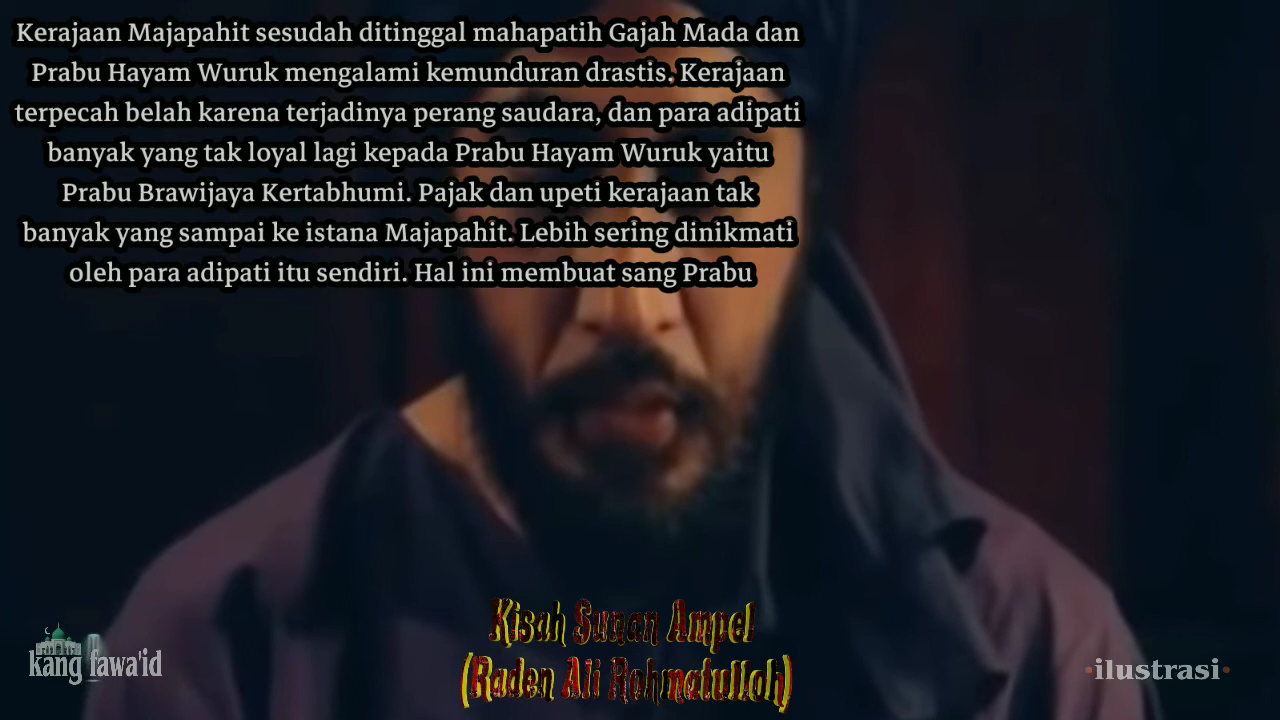 Kerajaan Majapahit sesudah ditinggal mahapatih Gajah Mada dan
Prabu Hayam Wuruk mengalami kemunduran drastis. Kerajaan
terpecah belah karena terjadinya perang saudara, dan para adipati
banyak yang tak loyal lagi kepada Prabu Hayam Wuruk yaitu
Prabu Brawijaya Kertabhumi. Pajak dan upeti kerajaan tak
banyak yang sampai ke istana Majapahit. Lebih sering dinikmati
oleh para adipati itu sendiri. Hal ini membuat sang Prabu
Kisah Sunan Ampel
(Raden Ali Rohmatulloh)
kang fawa'id
•ilustrasi•